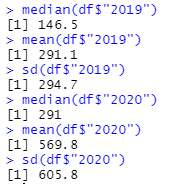 > median(df$"2019")
[1] 146.5
> mean(df$"2019")
[1] 291.1
> sd(df$"2019")
[1] 294.7
> median(df$"2020")
[1] 291
> mean(df$"2020")
[1] 569.8
> sd(df$"2020")
[1] 605.8